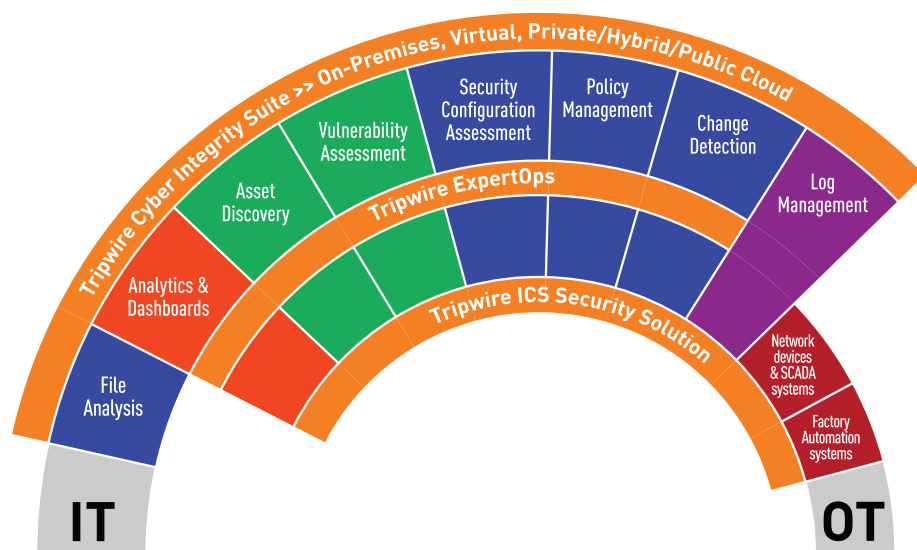 Tripwire Cyber Integrity Suite >> On-Premises, Virtual, Private/Hybrid/Public Cloud
File
Analysis
Analytics &
Dashboards
Asset
Discovery
Vulnerability
Assessment
Security
Configuration
Assessment
Policy
Management
Change
Detection
Log
Management
Tripwire ExpertOps
Tripwire ICS Security Solution
Network
devices
& SCADA
systems
Factory
Automation
systems
IT
OT